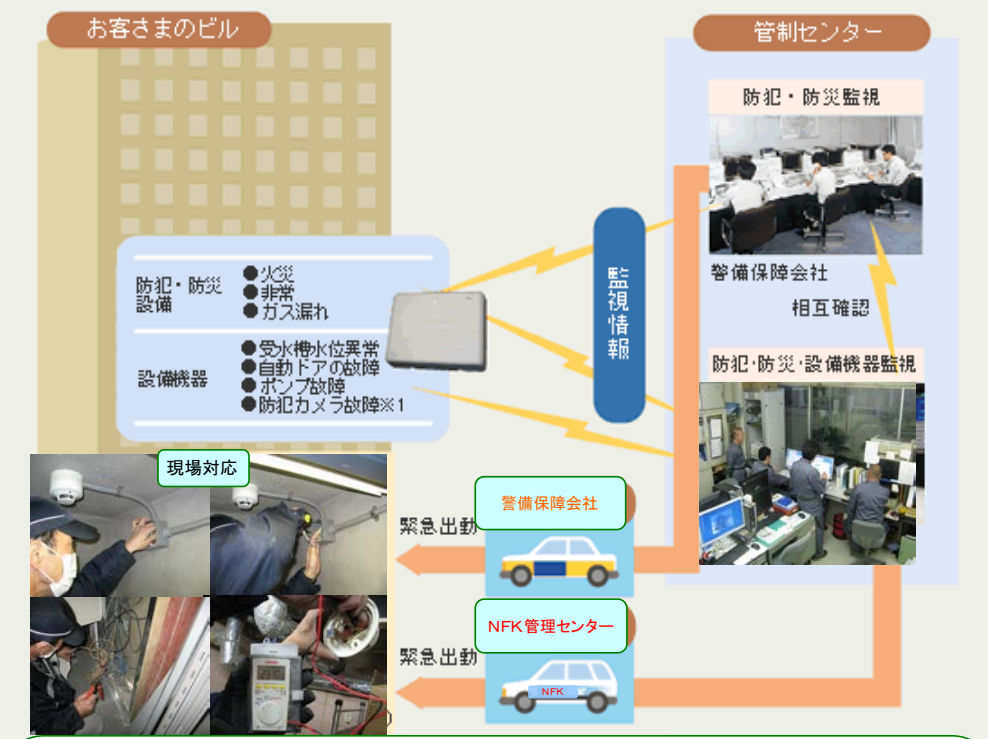 お客さまのビル
管制センター
防犯・防災監視
警備保障会社
相互確認
防犯・防災・設備機器監視
監視情報
防犯・防災
設備
●火災
●非常
●ガス漏れ
設備機器
●受水槽水位異常
●自動ドアの故障
●ポンプ故障
●防犯カメラ故障※1
現場対応
警備保障会社
緊急出動
NFK管理センター
緊急出動
NFK